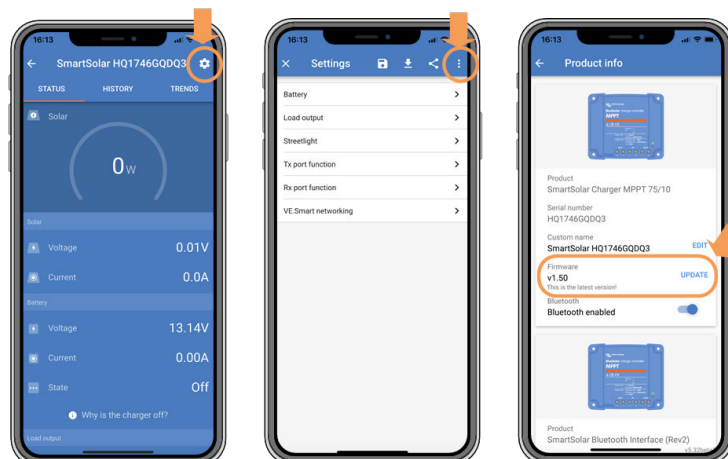 16:13
SmartSolar HQ1746GQDQ3
STATUS HISTORY TRENDS
Solar
0W
Solar
Voltage 0.01V
Current 0.0A
Battery
Voltage 13.14V
Current 0.00A
State Off
Why is the charger off?
Load output
16:13
Settings
Battery
Load output
Streetlight
Tx port function
Rx port function
VE.Smart networking
16:13
Product info
MPPT
Product
SmartSolar Charger MPPT 75/10
Serial number
HQ1746GQDQ3
Custom name
SmartSolar HQ1746GQDQ3 EDIT
Firmware
v1.50 UPDATE
This is the latest version!
Bluetooth
Bluetooth enabled
MPPT
Product
SmartSolar Bluetooth Interface (Rev2)